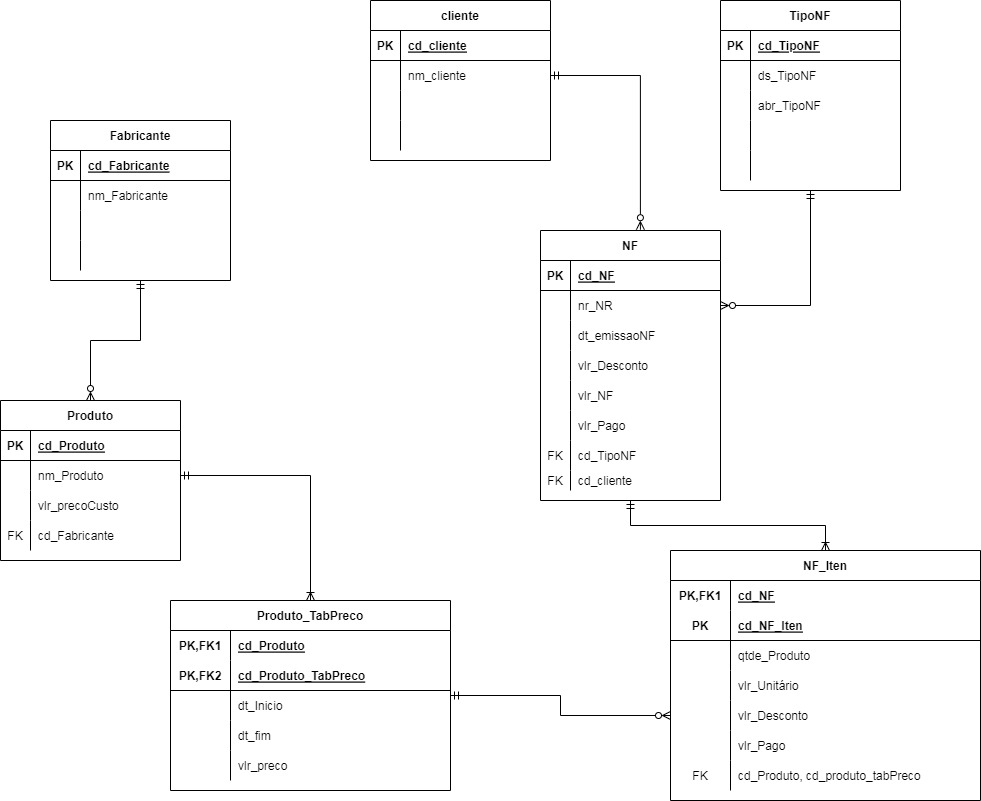 cliente
PK cd_cliente
nm_cliente
TipoNF
PK cd_TipoNF
ds_TipoNF
abr_TipoNF
Fabricante
PK cd_Fabricante
nm_Fabricante
NF
PK cd_NF
nr_NR
dt_emissaoNF
vlr_Desconto
vlr_NF
vlr_Pago
FK cd_TipoNF
FK cd_cliente
Produto
PK cd_Produto
nm_Produto
vlr_precoCusto
FK cd_Fabricante
Produto_TabPreco
PK,FK1 cd_Produto
PK,FK2 cd_Produto_TabPreco
dt_Inicio
dt_fim
vlr_preco
NF_Iten
PK,FK1 cd_NF
PK cd_NF_Iten
qtde_Produto
vlr_Unitário
vlr_Desconto
vlr_Pago
FK cd_Produto, cd_produto_tabPreco